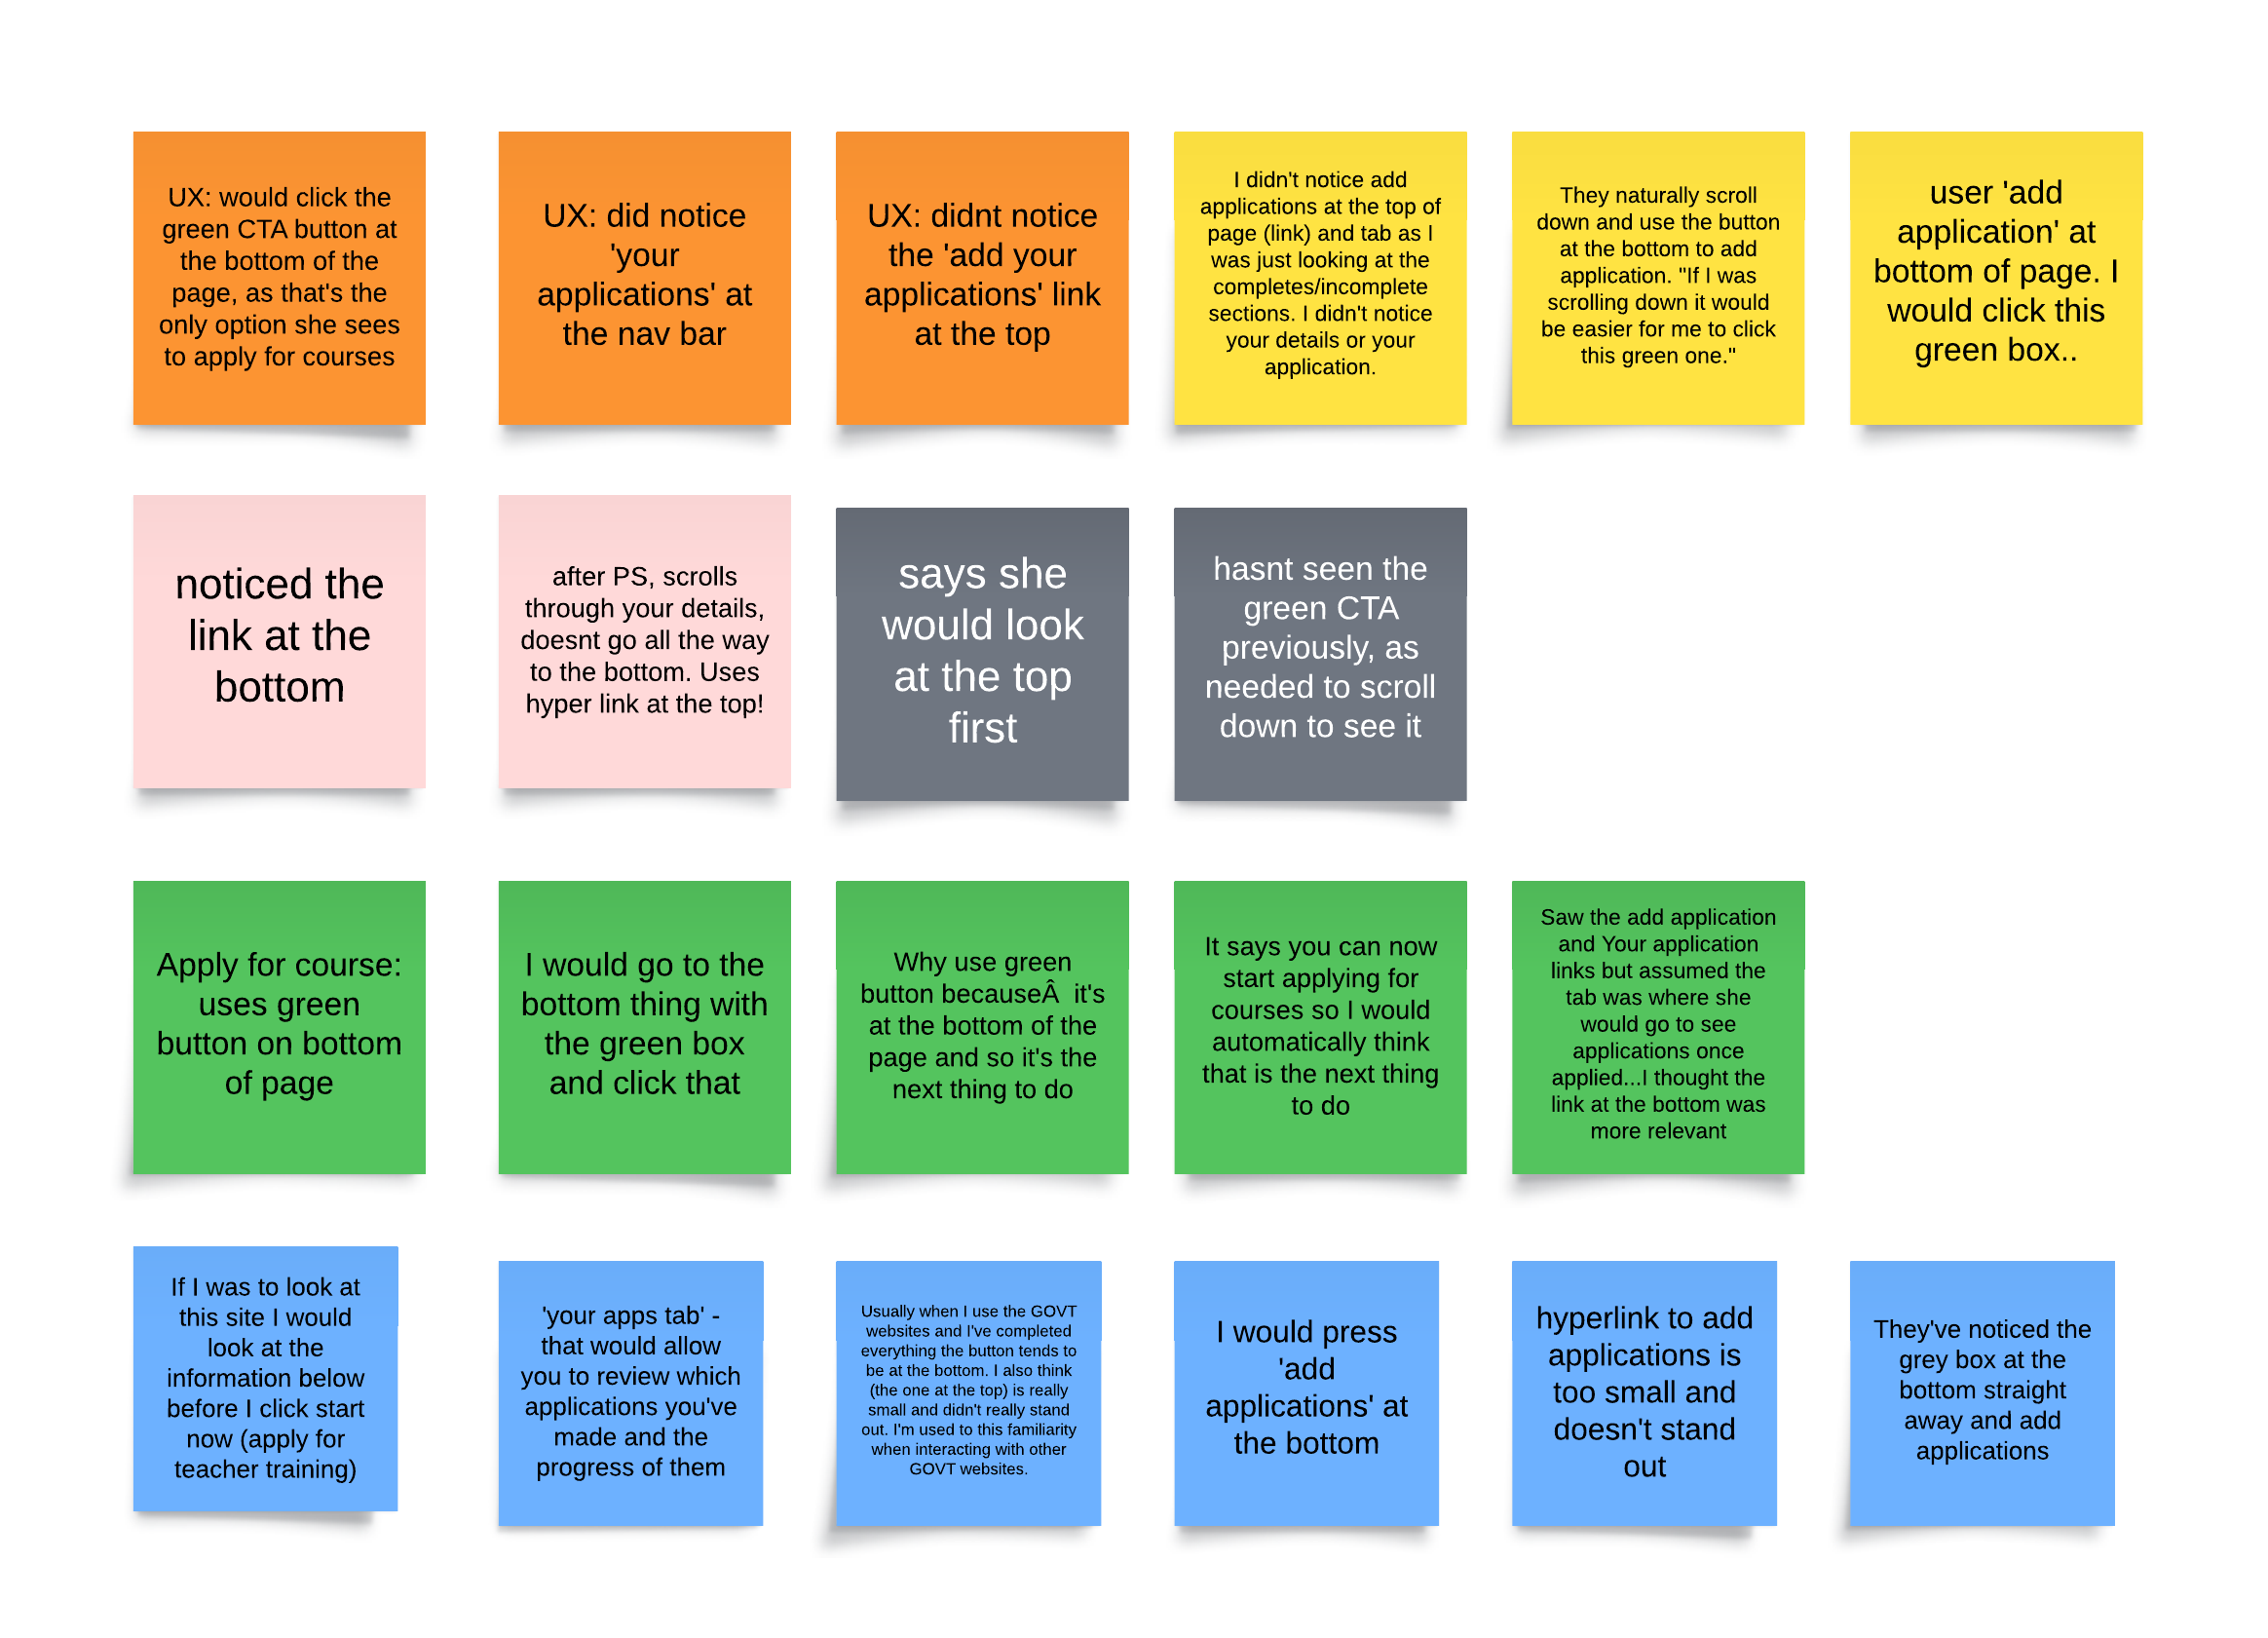 UX: would click the
green CTA button at
the bottom of the
page, as that's the
only option she sees
to apply for courses
UX: did notice
'your
applications' at
the nav bar
UX: didnt notice
the 'add your
applications' link
at the top
I didn't notice add
applications at the top of
page (link) and tab as I
was just looking at the
completes/incomplete
sections. I didn't notice
your details or your
application.
They naturally scroll
down and use the button
at the bottom to add
application. "If I was
scrolling down it would
be easier for me to click
this green one."
user 'add
application' at
bottom of page. I
would click this
green box..
noticed the
link at the
bottom
after PS, scrolls
through your details,
doesnt go all the way
to the bottom. Uses
hyper link at the top!
says she
would look
at the top
first
hasnt seen the
green CTA
previously, as
needed to scroll
down to see it
Apply for course:
uses green
button on bottom
of page
I would go to the
bottom thing with
the green box
and click that
Why use green
button becauseÂ  it's
at the bottom of the
page and so it's the
next thing to do
It says you can now
start applying for
courses so I would
automatically think
that is the next thing
to do
Saw the add application
and Your application
links but assumed the
tab was where she
would go to see
applications once
applied...I thought the
link at the bottom was
more relevant
If I was to look at
this site I would
look at the
information below
before I click start
now (apply for
teacher training)
'your apps tab' -
that would allow
you to review which
applications you've
made and the
progress of them
Usually when I use the GOVT
websites and I've completed
everything the button tends to
be at the bottom. I also think
(the one at the top) is really
small and didn't really stand
out. I'm used to this familiarity
when interacting with other
GOVT websites.
I would press
'add
applications' at
the bottom
hyperlink to add
applications is
too small and
doesn't stand
out
They've noticed the
grey box at the
bottom straight
away and add
applications